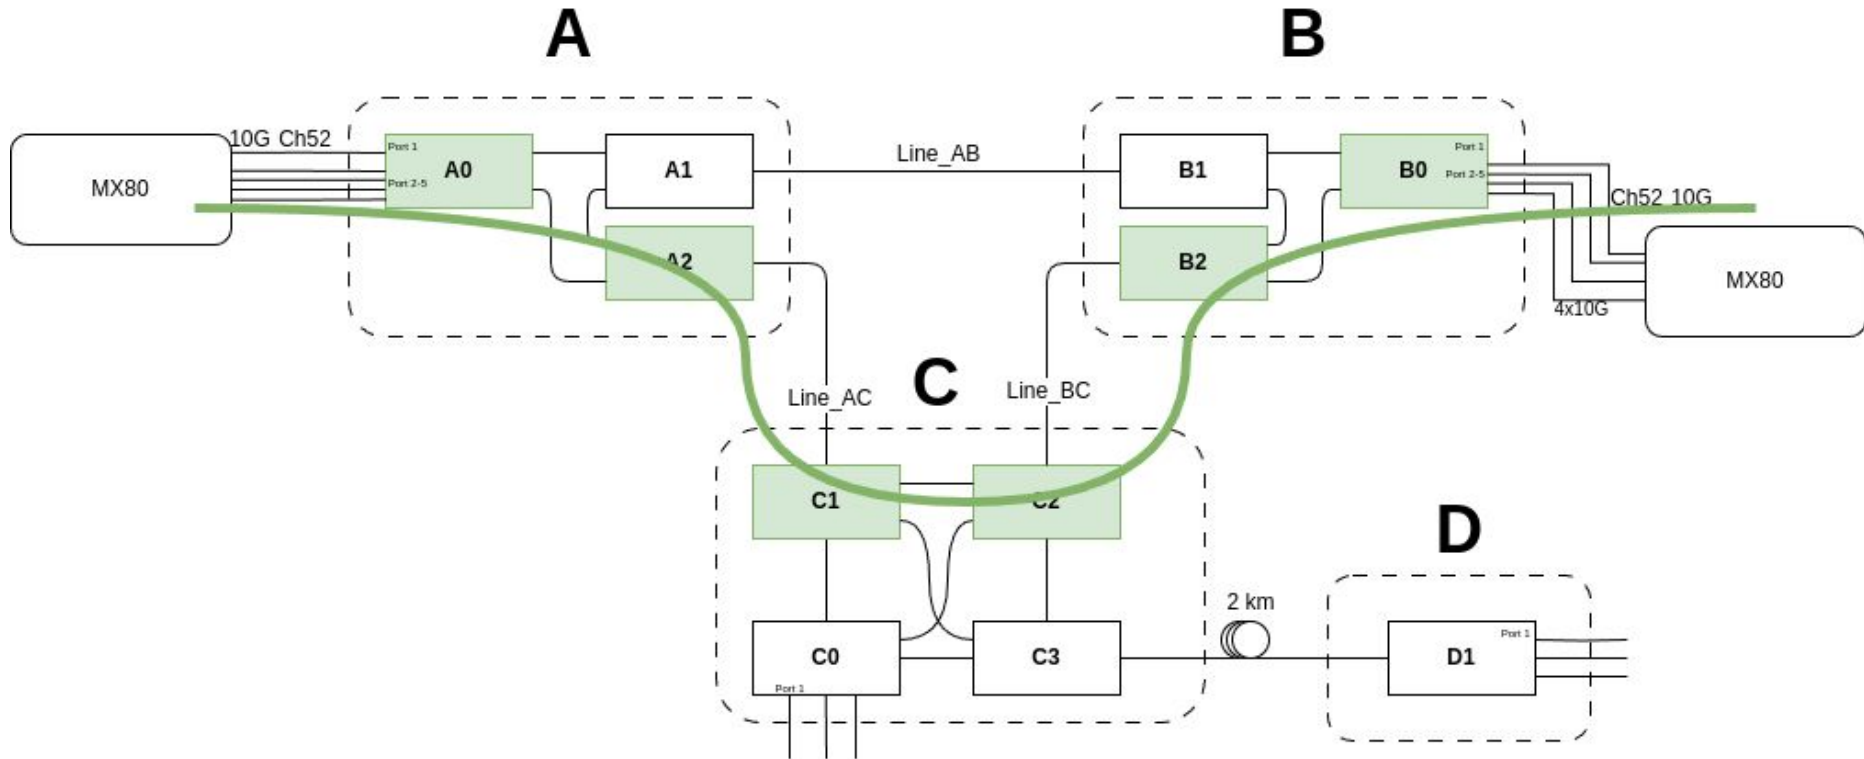 A
B
10G Ch52
MX80
Port 1
A0
Port 2-5
A1
Line_AB
B1
Port 1
B0
Port 2-5
Ch52 10G
A2
B2
MX80
4x10G
Line_AC
C
Line_BC
C1
C2
D
2 km
C0
Port 1
C3
Port 1
D1